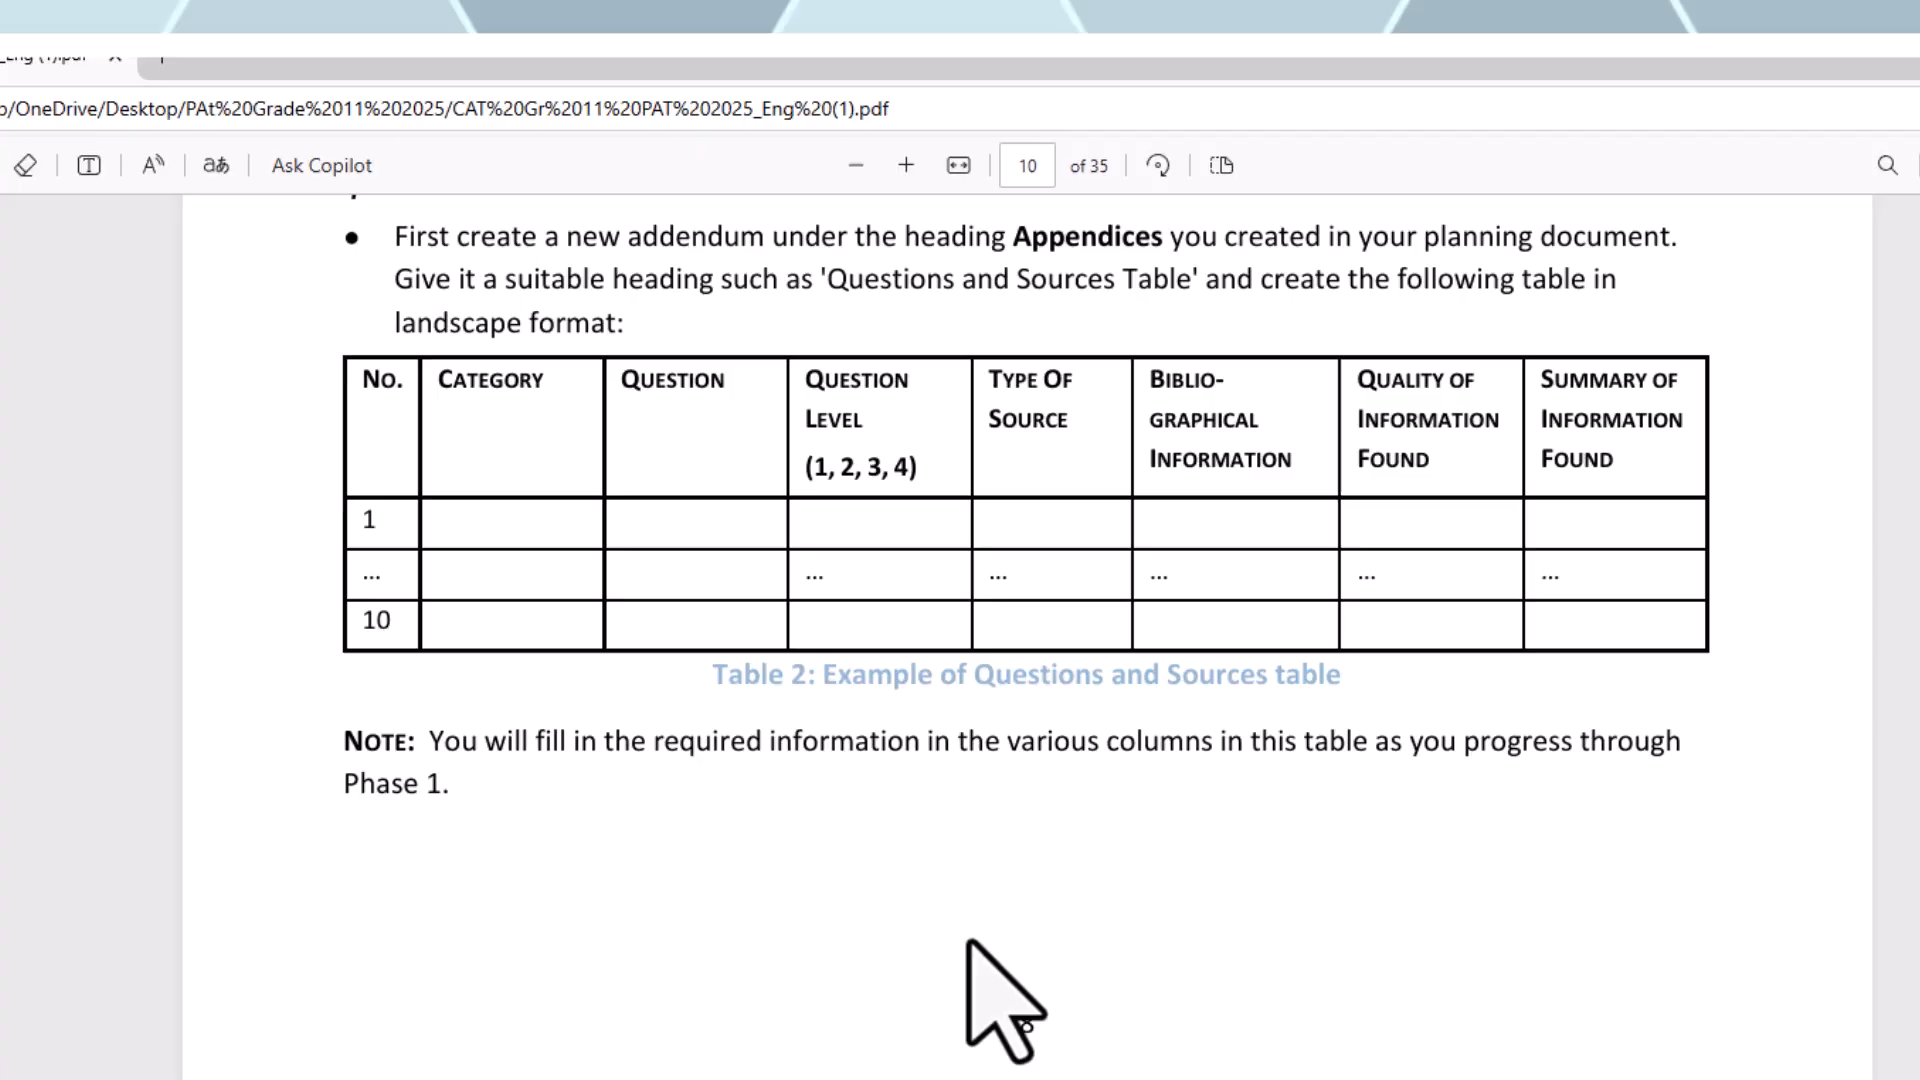 b/OneDrive/Desktop/PAt%20Grade%2011%202025/CAT%20Gr%2011%20PAT%202025_Eng%20(1).pdf
Ask Copilot
10 of 35
• First create a new addendum under the heading Appendices you created in your planning document.
Give it a suitable heading such as 'Questions and Sources Table' and create the following table in
landscape format:
NO. CATEGORY QUESTION QUESTION LEVEL (1, 2, 3, 4) TYPE OF SOURCE BIBLIO-GRAPHICAL INFORMATION QUALITY OF INFORMATION FOUND SUMMARY OF INFORMATION FOUND
1
... ... ... ... ... ...
10
Table 2: Example of Questions and Sources table
NOTE: You will fill in the required information in the various columns in this table as you progress through
Phase 1.